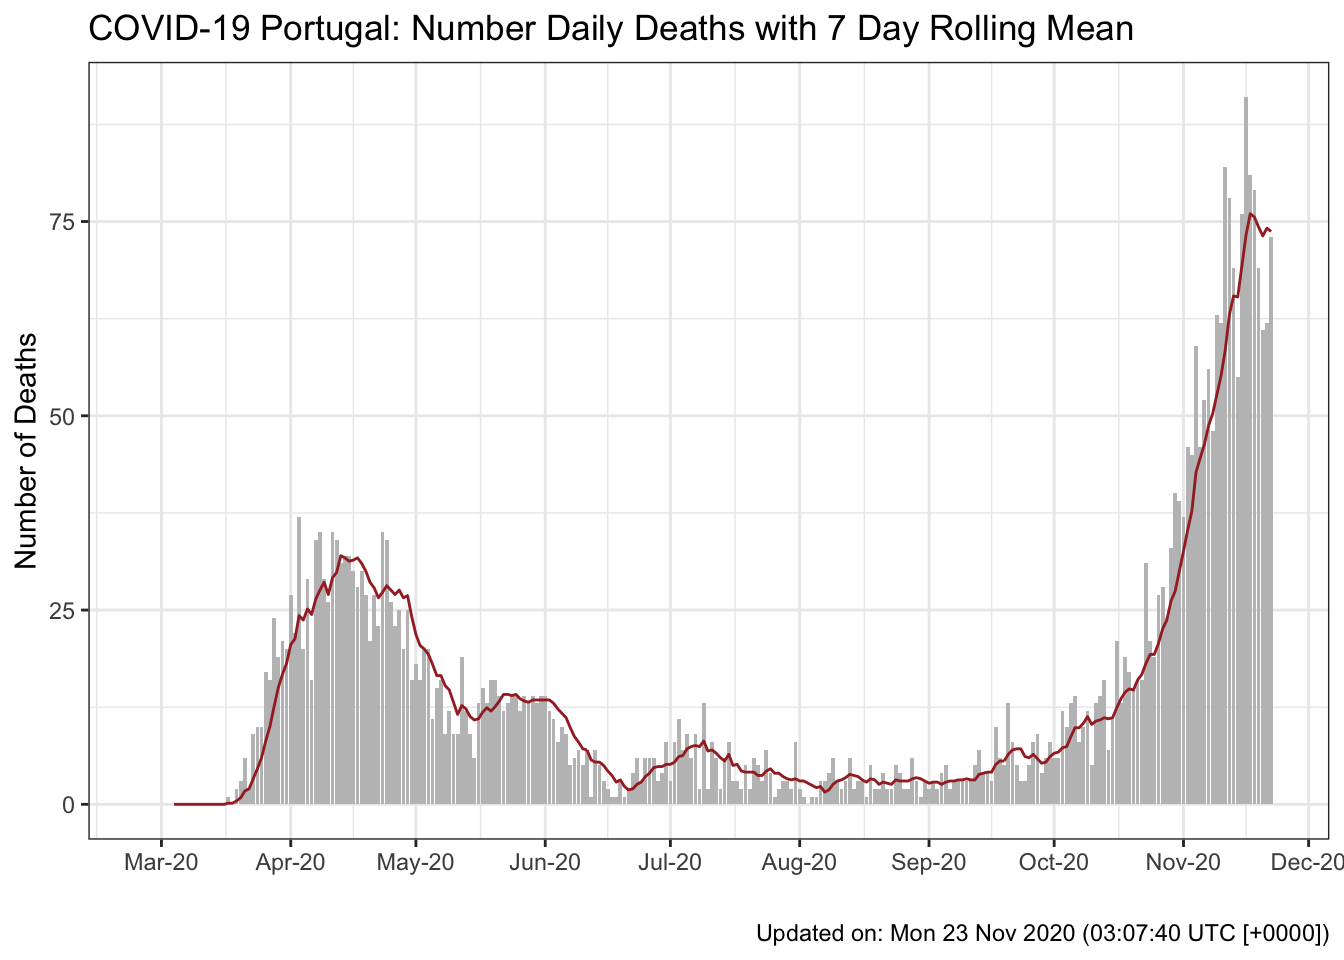 COVID-19 Portugal: Number Daily Deaths with 7 Day Rolling Mean
Number of Deaths
75
50
25
0
Mar-20 Apr-20 May-20 Jun-20 Jul-20 Aug-20 Sep-20 Oct-20 Nov-20 Dec-20
Updated on: Mon 23 Nov 2020 (03:07:40 UTC [+0000])